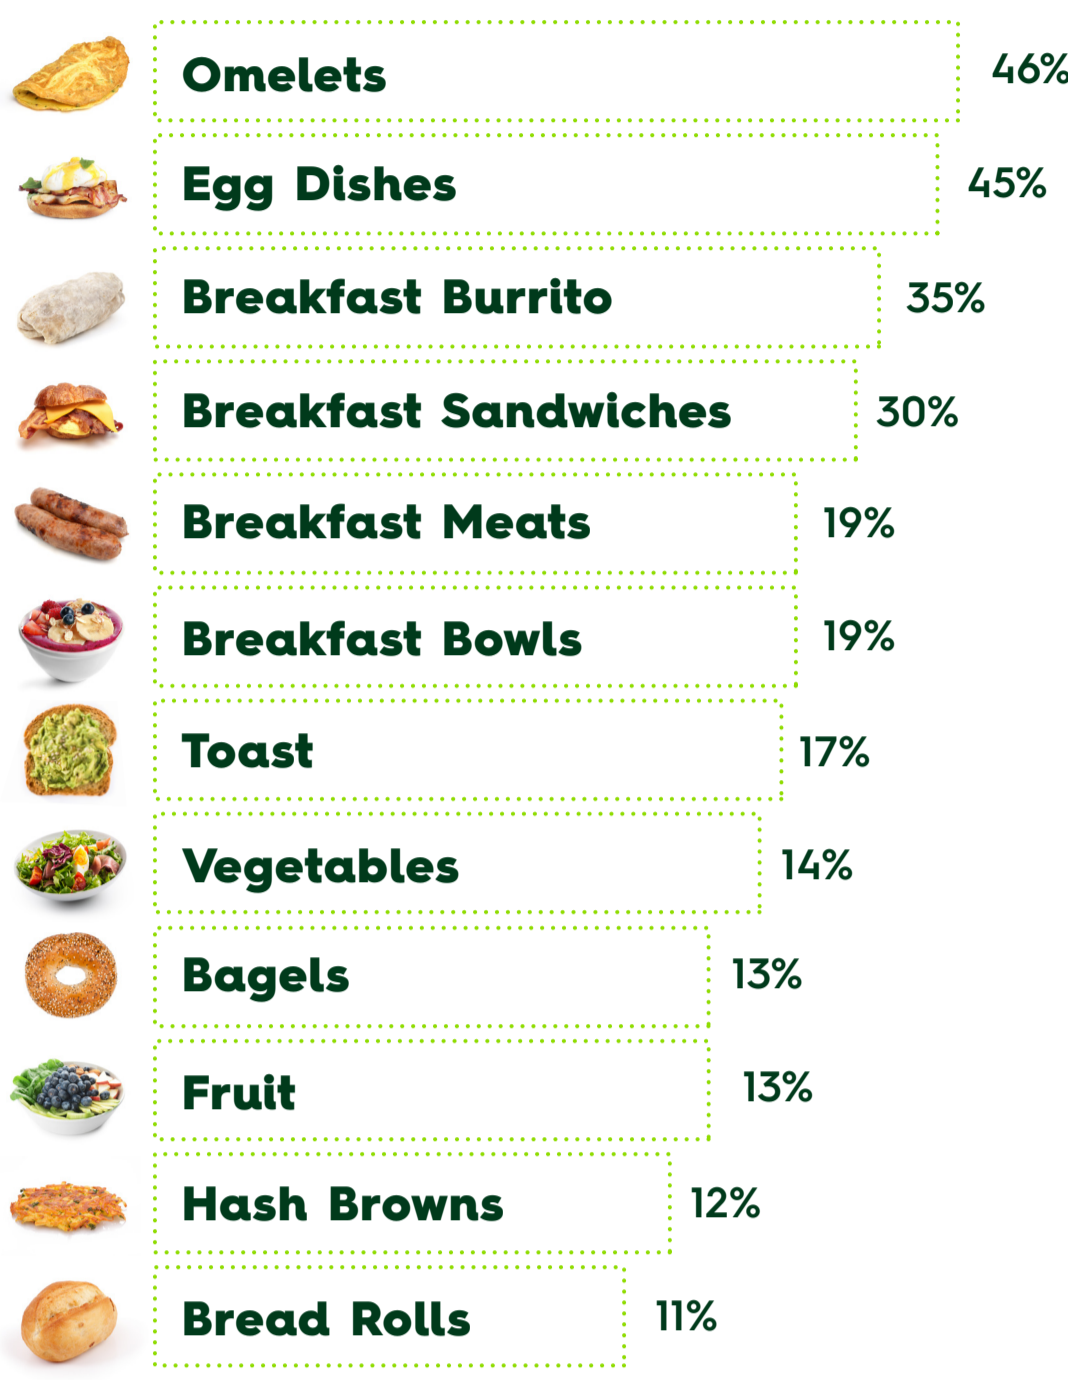 Omelets 46%
Egg Dishes 45%
Breakfast Burrito 35%
Breakfast Sandwiches 30%
Breakfast Meats 19%
Breakfast Bowls 19%
Toast 17%
Vegetables 14%
Bagels 13%
Fruit 13%
Hash Browns 12%
Bread Rolls 11%